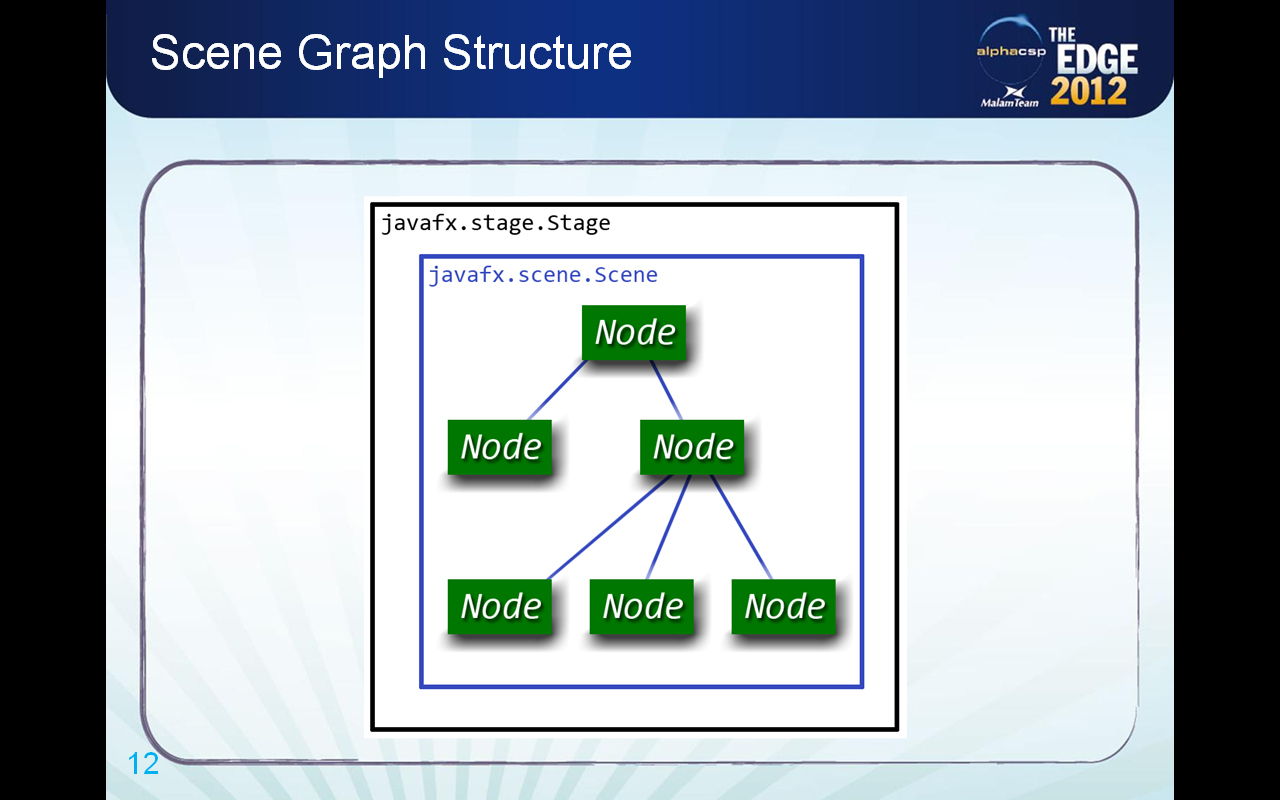 Scene Graph Structure
alphacsp
MalamTeam
THE
EDGE
2012
javafx.stage.Stage
javafx.scene.Scene
Node
Node
Node
Node
Node
Node
12